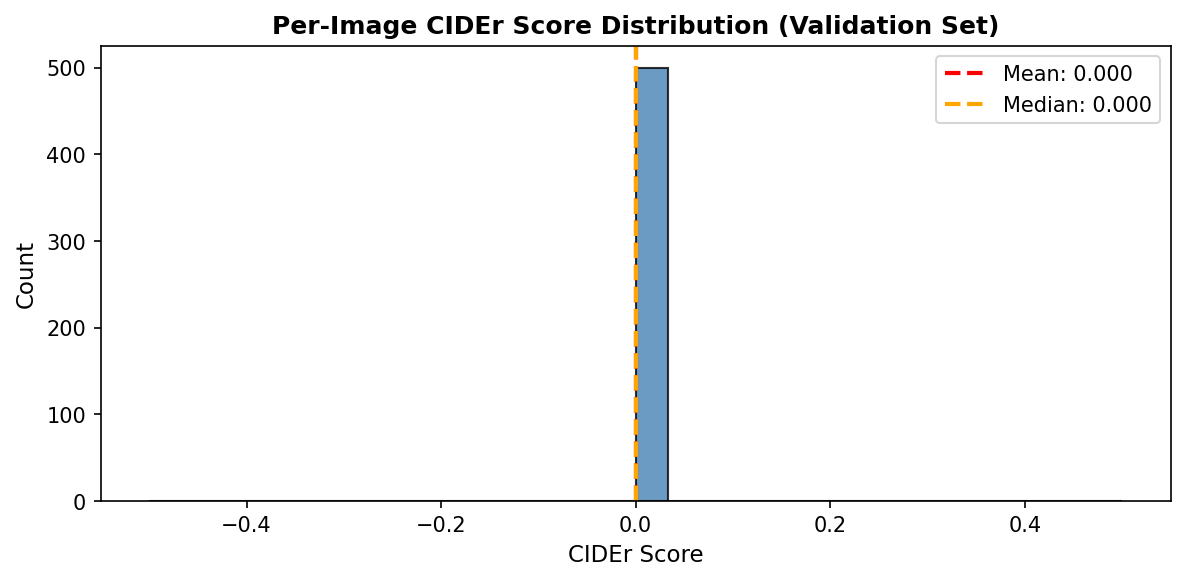 Per-Image CIDEr Score Distribution (Validation Set)
Mean: 0.000
Median: 0.000
500
400
300
200
100
0
Count
−0.4
−0.2
0.0
0.2
0.4
CIDEr Score